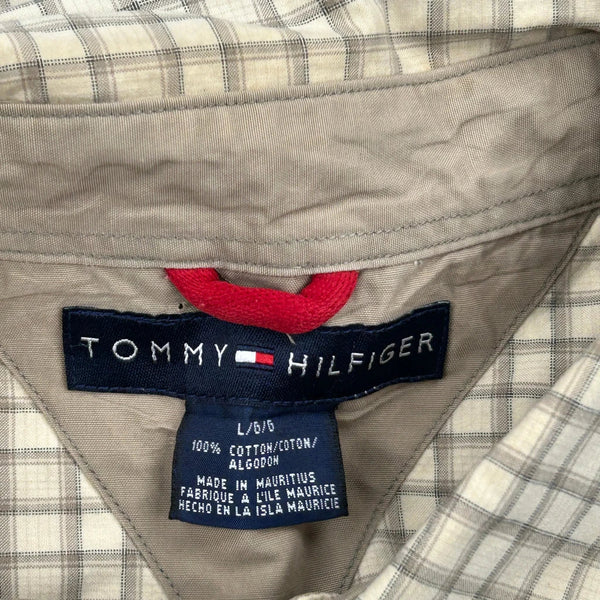 TOMMY HILFIGER
L/G/G
100% COTTON/COTON/
ALGODON
MADE IN MAURITIUS
FABRIQUE A L'ILE MAURICE
HECHO EN LA ISLA MAURICIE